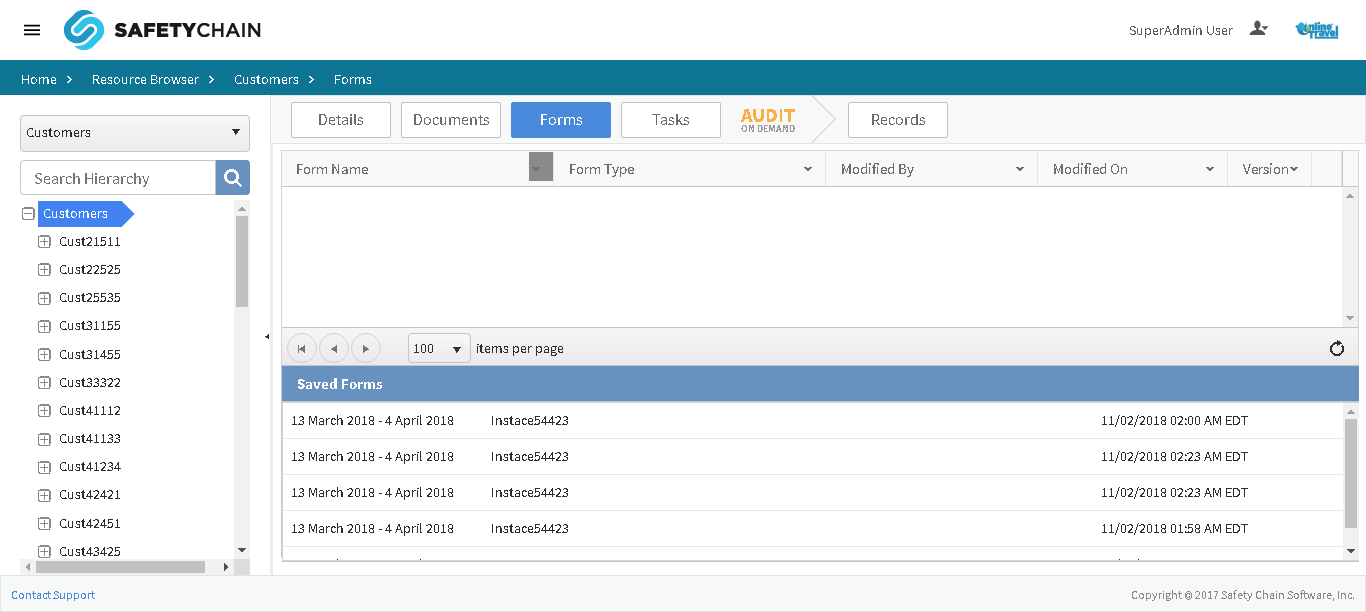 SAFETYCHAIN
SuperAdmin User
Online Travel
Home > Resource Browser > Customers > Forms
Customers
Search Hierarchy
Customers
Cust21511
Cust22525
Cust25535
Cust31155
Cust31455
Cust33322
Cust41112
Cust41133
Cust41234
Cust42421
Cust42451
Cust43425
Details Documents Forms Tasks AUDIT ON DEMAND Records
Form Name Form Type Modified By Modified On Version
100 items per page
Saved Forms
13 March 2018 - 4 April 2018 Instace54423 11/02/2018 02:00 AM EDT
13 March 2018 - 4 April 2018 Instace54423 11/02/2018 02:23 AM EDT
13 March 2018 - 4 April 2018 Instace54423 11/02/2018 02:23 AM EDT
13 March 2018 - 4 April 2018 Instace54423 11/02/2018 01:58 AM EDT
Contact Support
Copyright © 2017 Safety Chain Software, Inc.